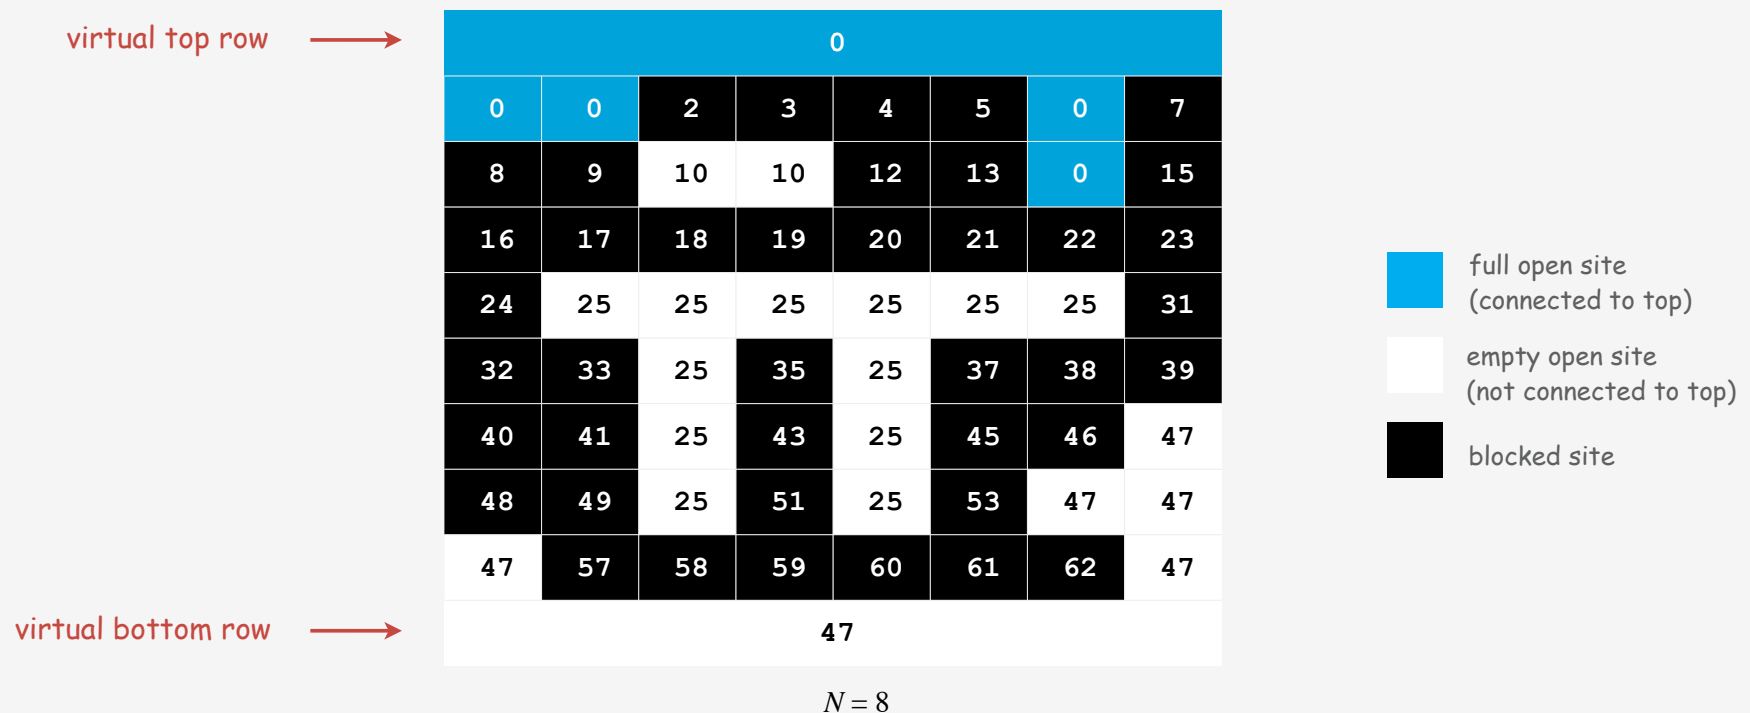 virtual top row
0
0 0 2 3 4 5 0 7
8 9 10 10 12 13 0 15
16 17 18 19 20 21 22 23
24 25 25 25 25 25 25 31
32 33 25 35 25 37 38 39
40 41 25 43 25 45 46 47
48 49 25 51 25 53 47 47
47 57 58 59 60 61 62 47
virtual bottom row
47
N = 8
full open site
(connected to top)
empty open site
(not connected to top)
blocked site